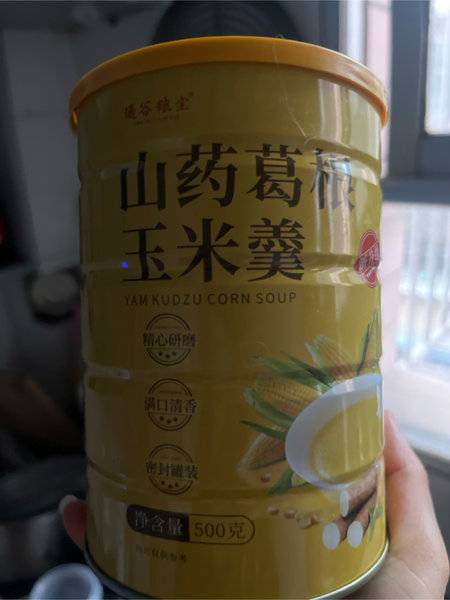 山药葛根
玉米羹
YAM KUDZU CORN SOUP
精心研磨
满口清香
密封罐装
净含量 500克